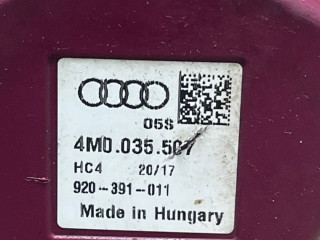 05S
4M0.035.507
HC4 20/17
920-391-011
Made in Hungary